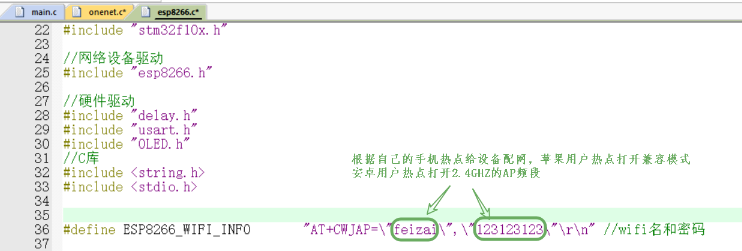 main.c onenet.c* esp8266.c*
22 #include "stm32f10x.h"
23
24 //网络设备驱动
25 #include "esp8266.h"
26
27 //硬件驱动
28 #include "delay.h"
29 #include "usart.h"
30 #include "OLED.h"
31 //C库
32 #include <string.h>
33 #include <stdio.h>
根据自己的手机热点给设备配网，苹果用户热点打开兼容模式
安卓用户热点打开2.4GHZ的AP频段
34
35
36 #define ESP8266_WIFI_INFO "AT+CWJAP=\"feizai\",\"123123123\"\r\n" //wifi名和密码
37